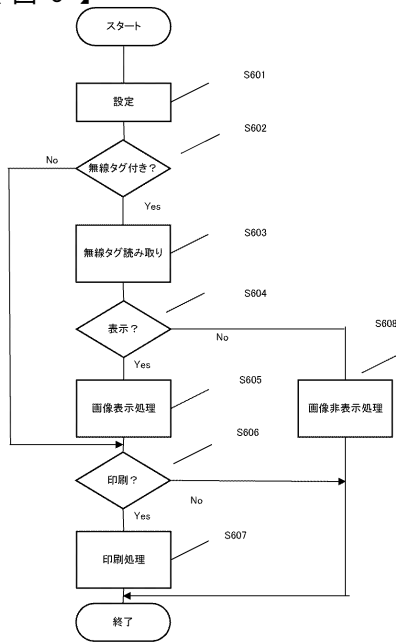 スタート
S601
設定
S602
No
無線タグ付き？
Yes
S603
無線タグ読み取り
S604
表示？
No
S608
Yes
S605
画像表示処理
画像非表示処理
S606
印刷？
No
Yes
S607
印刷処理
終了